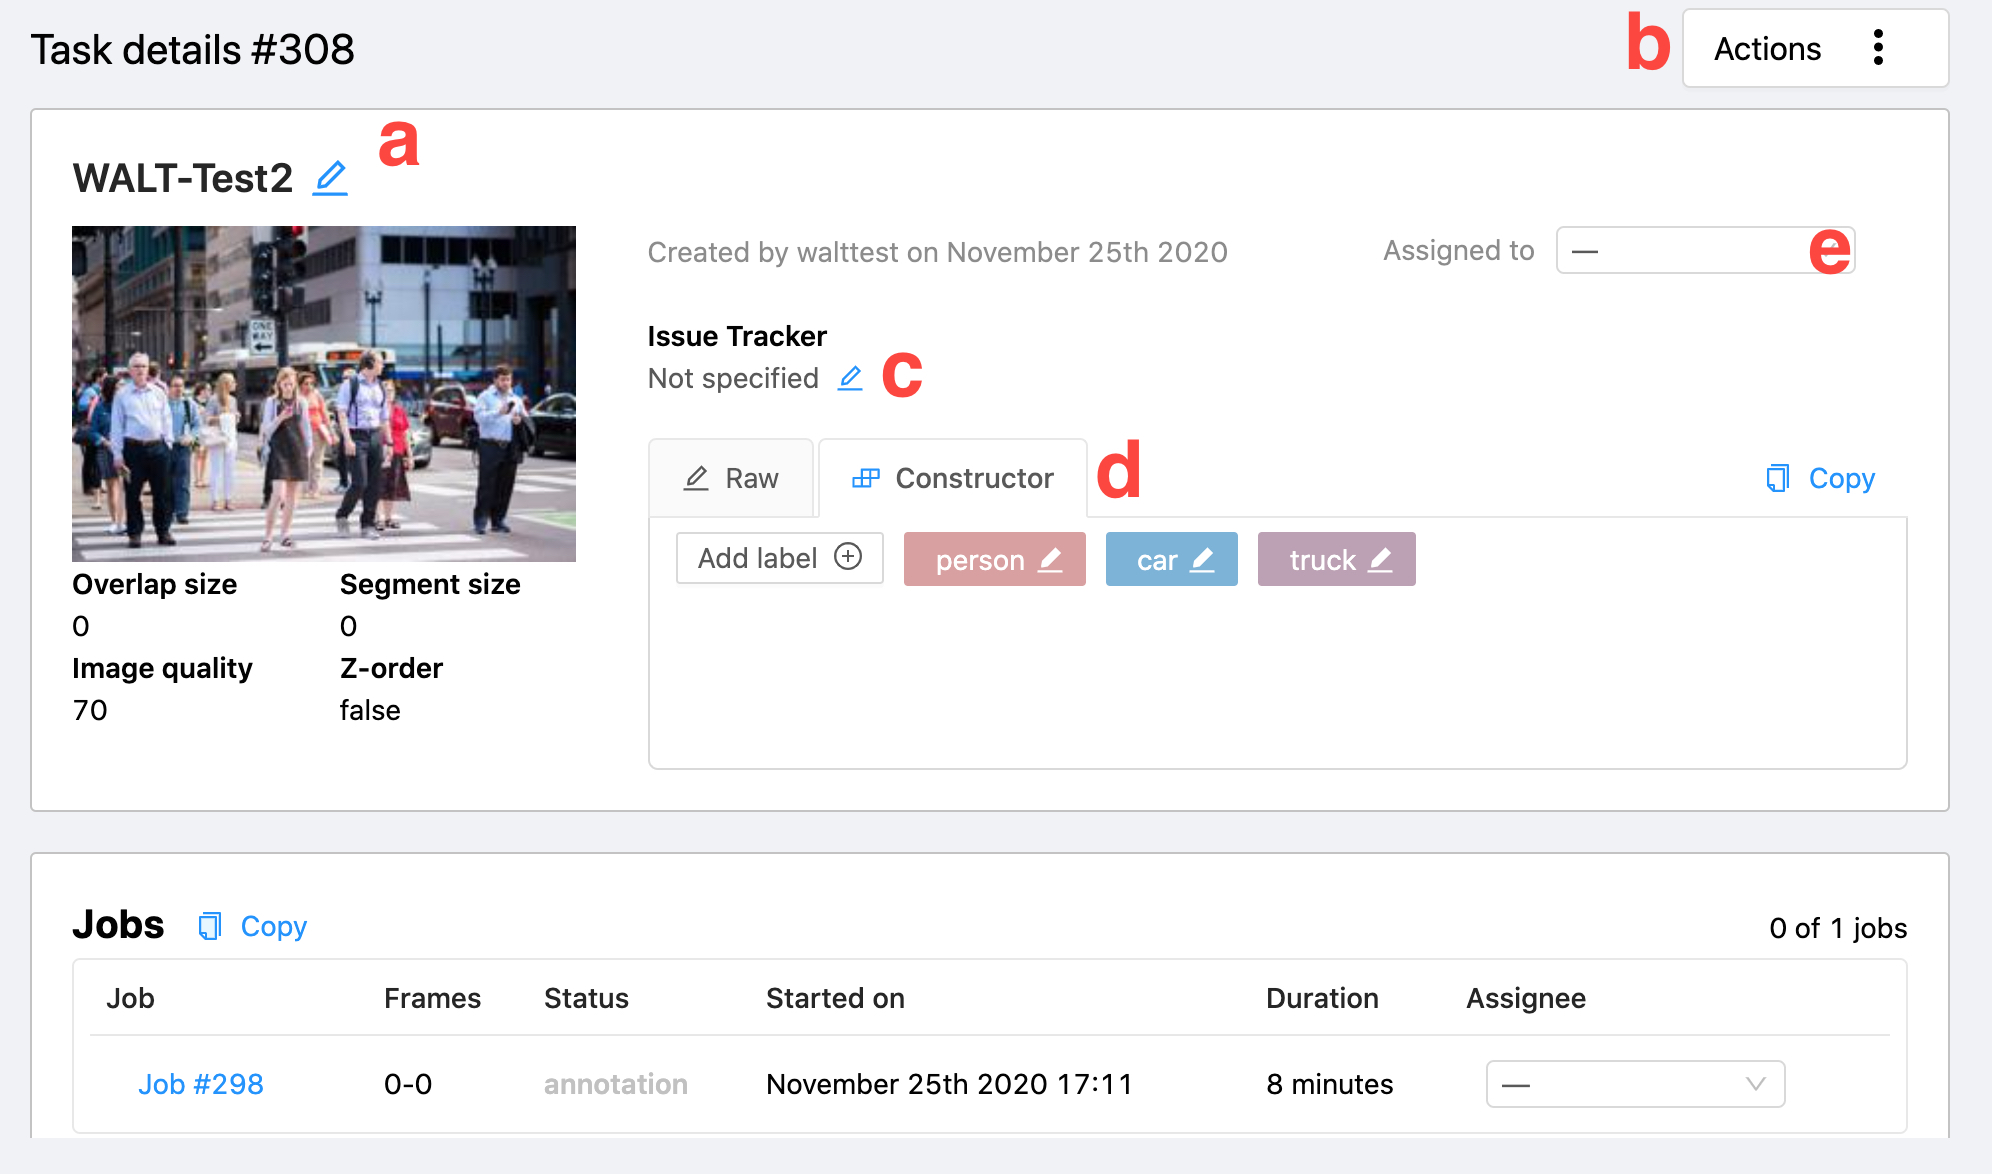 Task details #308
b
Actions
a
WALT-Test2
Created by walttest on November 25th 2020
Assigned to
—
e
ONE
WAY
Issue Tracker
Not specified
c
Raw
Constructor
d
Copy
Add label
person
car
truck
Overlap size
Segment size
0
0
Image quality
Z-order
70
false
Jobs
Copy
0 of 1 jobs
Job
Frames
Status
Started on
Duration
Assignee
Job #298
0-0
annotation
November 25th 2020 17:11
8 minutes
—